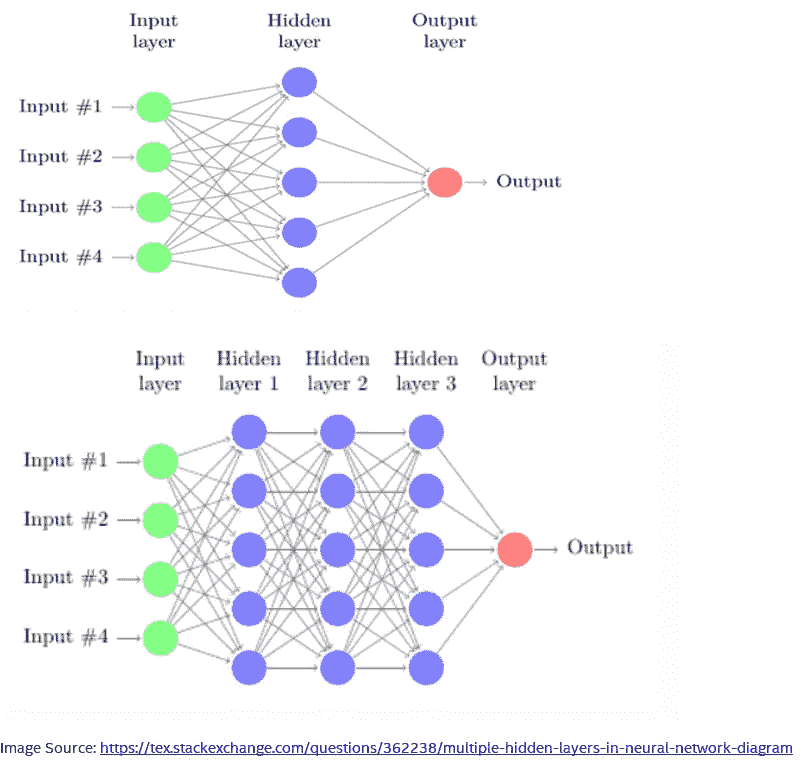 Input Hidden Output
layer layer layer
Input #1
Input #2
Input #3
Input #4
Output
Input Hidden Hidden Hidden Output
layer layer 1 layer 2 layer 3 layer
Input #1
Input #2
Input #3
Input #4
Output
Image Source: https://tex.stackexchange.com/questions/362238/multiple-hidden-layers-in-neural-network-diagram